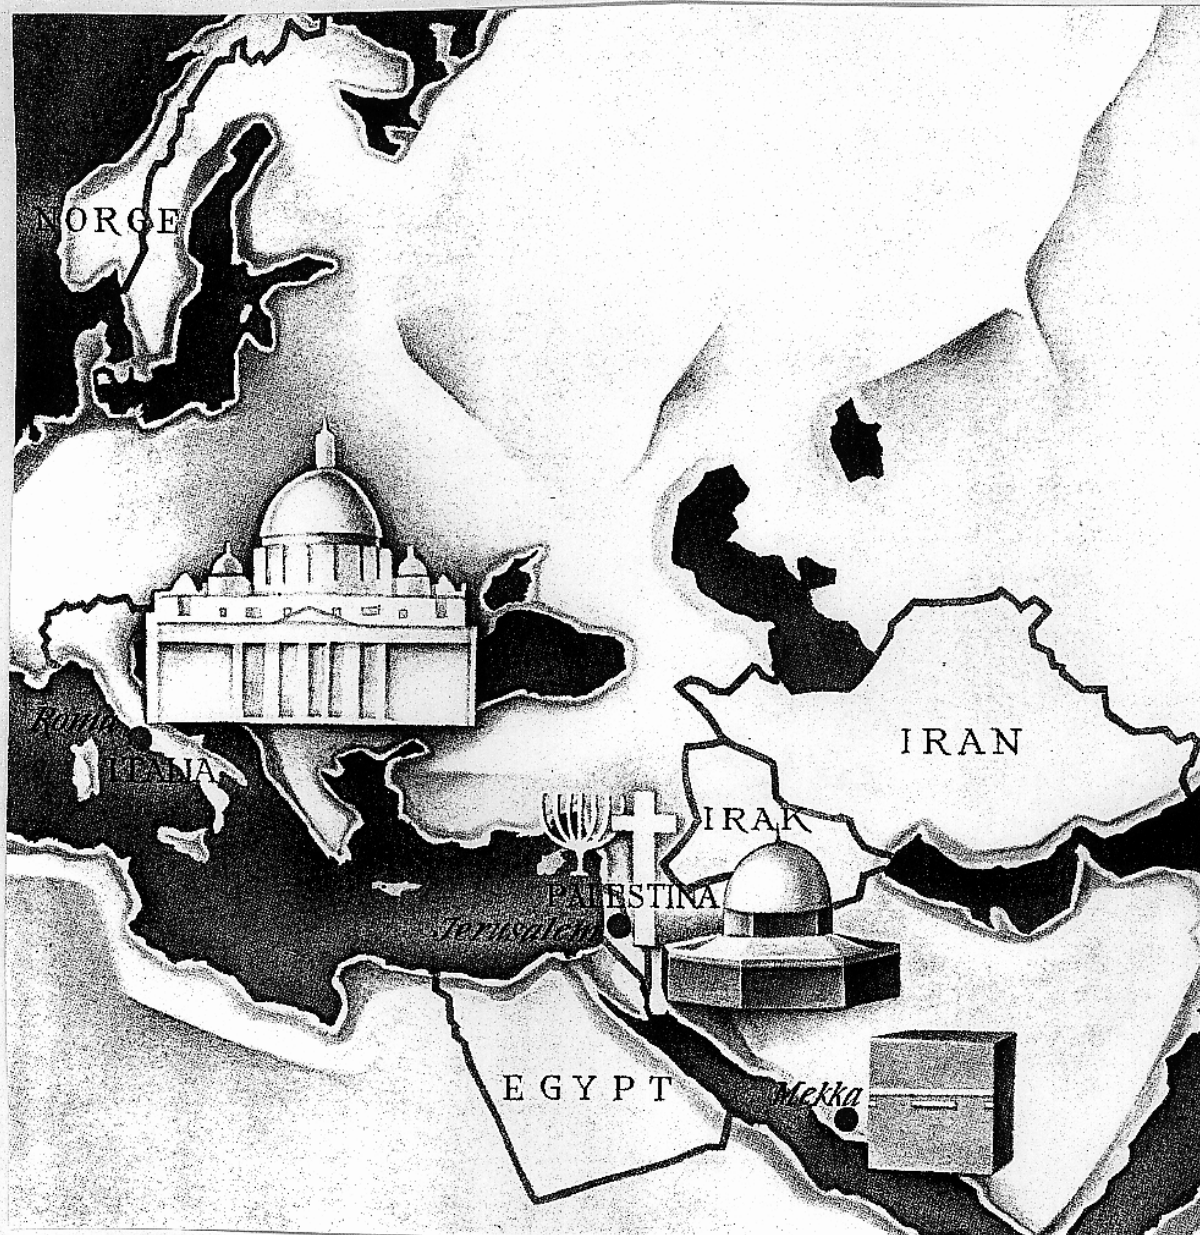 NORGE
Roma
ITALIA
IRAN
IRAK
PALESTINA
Jerusalem
EGYPT
Mekka